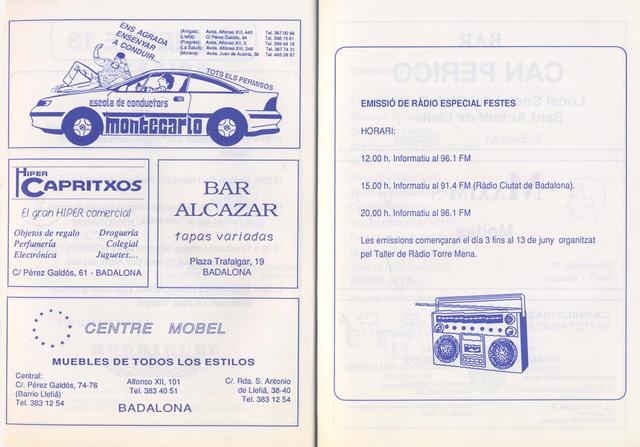 ENS AGRADA
ENSENYAR
A CONDUIR...
(Artigas): Avda. Alfonso XIII, 440 Tel. 387 00 94
(Llefià): C/ Pérez Galdós, 64 Tel. 398 15 61
(Progrés): Avda. Alfonso XII, 3 Tel. 399 48 18
(La Salud): Avda. Alfonso XIII, 246 Tel. 387 74 31
(Morera): Avda. Juan de Austria, 36 Tel. 465 28 97
TOTS ELS PERMISOS
escola de conductors
montecarlo
HIPER
CAPRITXOS
El gran HIPER comercial
Objetos de regalo Droguería
Perfumería Colegial
Electrónica Juguetes,...
C/ Pérez Galdós, 61 - BADALONA
BAR
ALCAZAR
tapas variadas
Plaza Trafalgar, 19
BADALONA
CENTRE MOBEL
MUEBLES DE TODOS LOS ESTILOS
Central:
C/. Pérez Galdós, 74-76
(Barrio Llefià)
Tel. 383 12 54
Alfonso XII, 101
Tel. 383 40 51
C/. Rda. S. Antonio
de Llefiá, 38-40
Tel. 383 12 54
BADALONA
EMISSIÓ DE RÀDIO ESPECIAL FESTES
HORARI:
12.00 h. Informatiu al 96.1 FM
15.00 h. Informatiu al 91.4 FM (Ràdio Ciutat de Badalona).
20.00 h. Informatiu al 96.1 FM
Les emissions començaran el día 3 fins al 13 de juny organitzat
pel Taller de Ràdio Torre Mena.